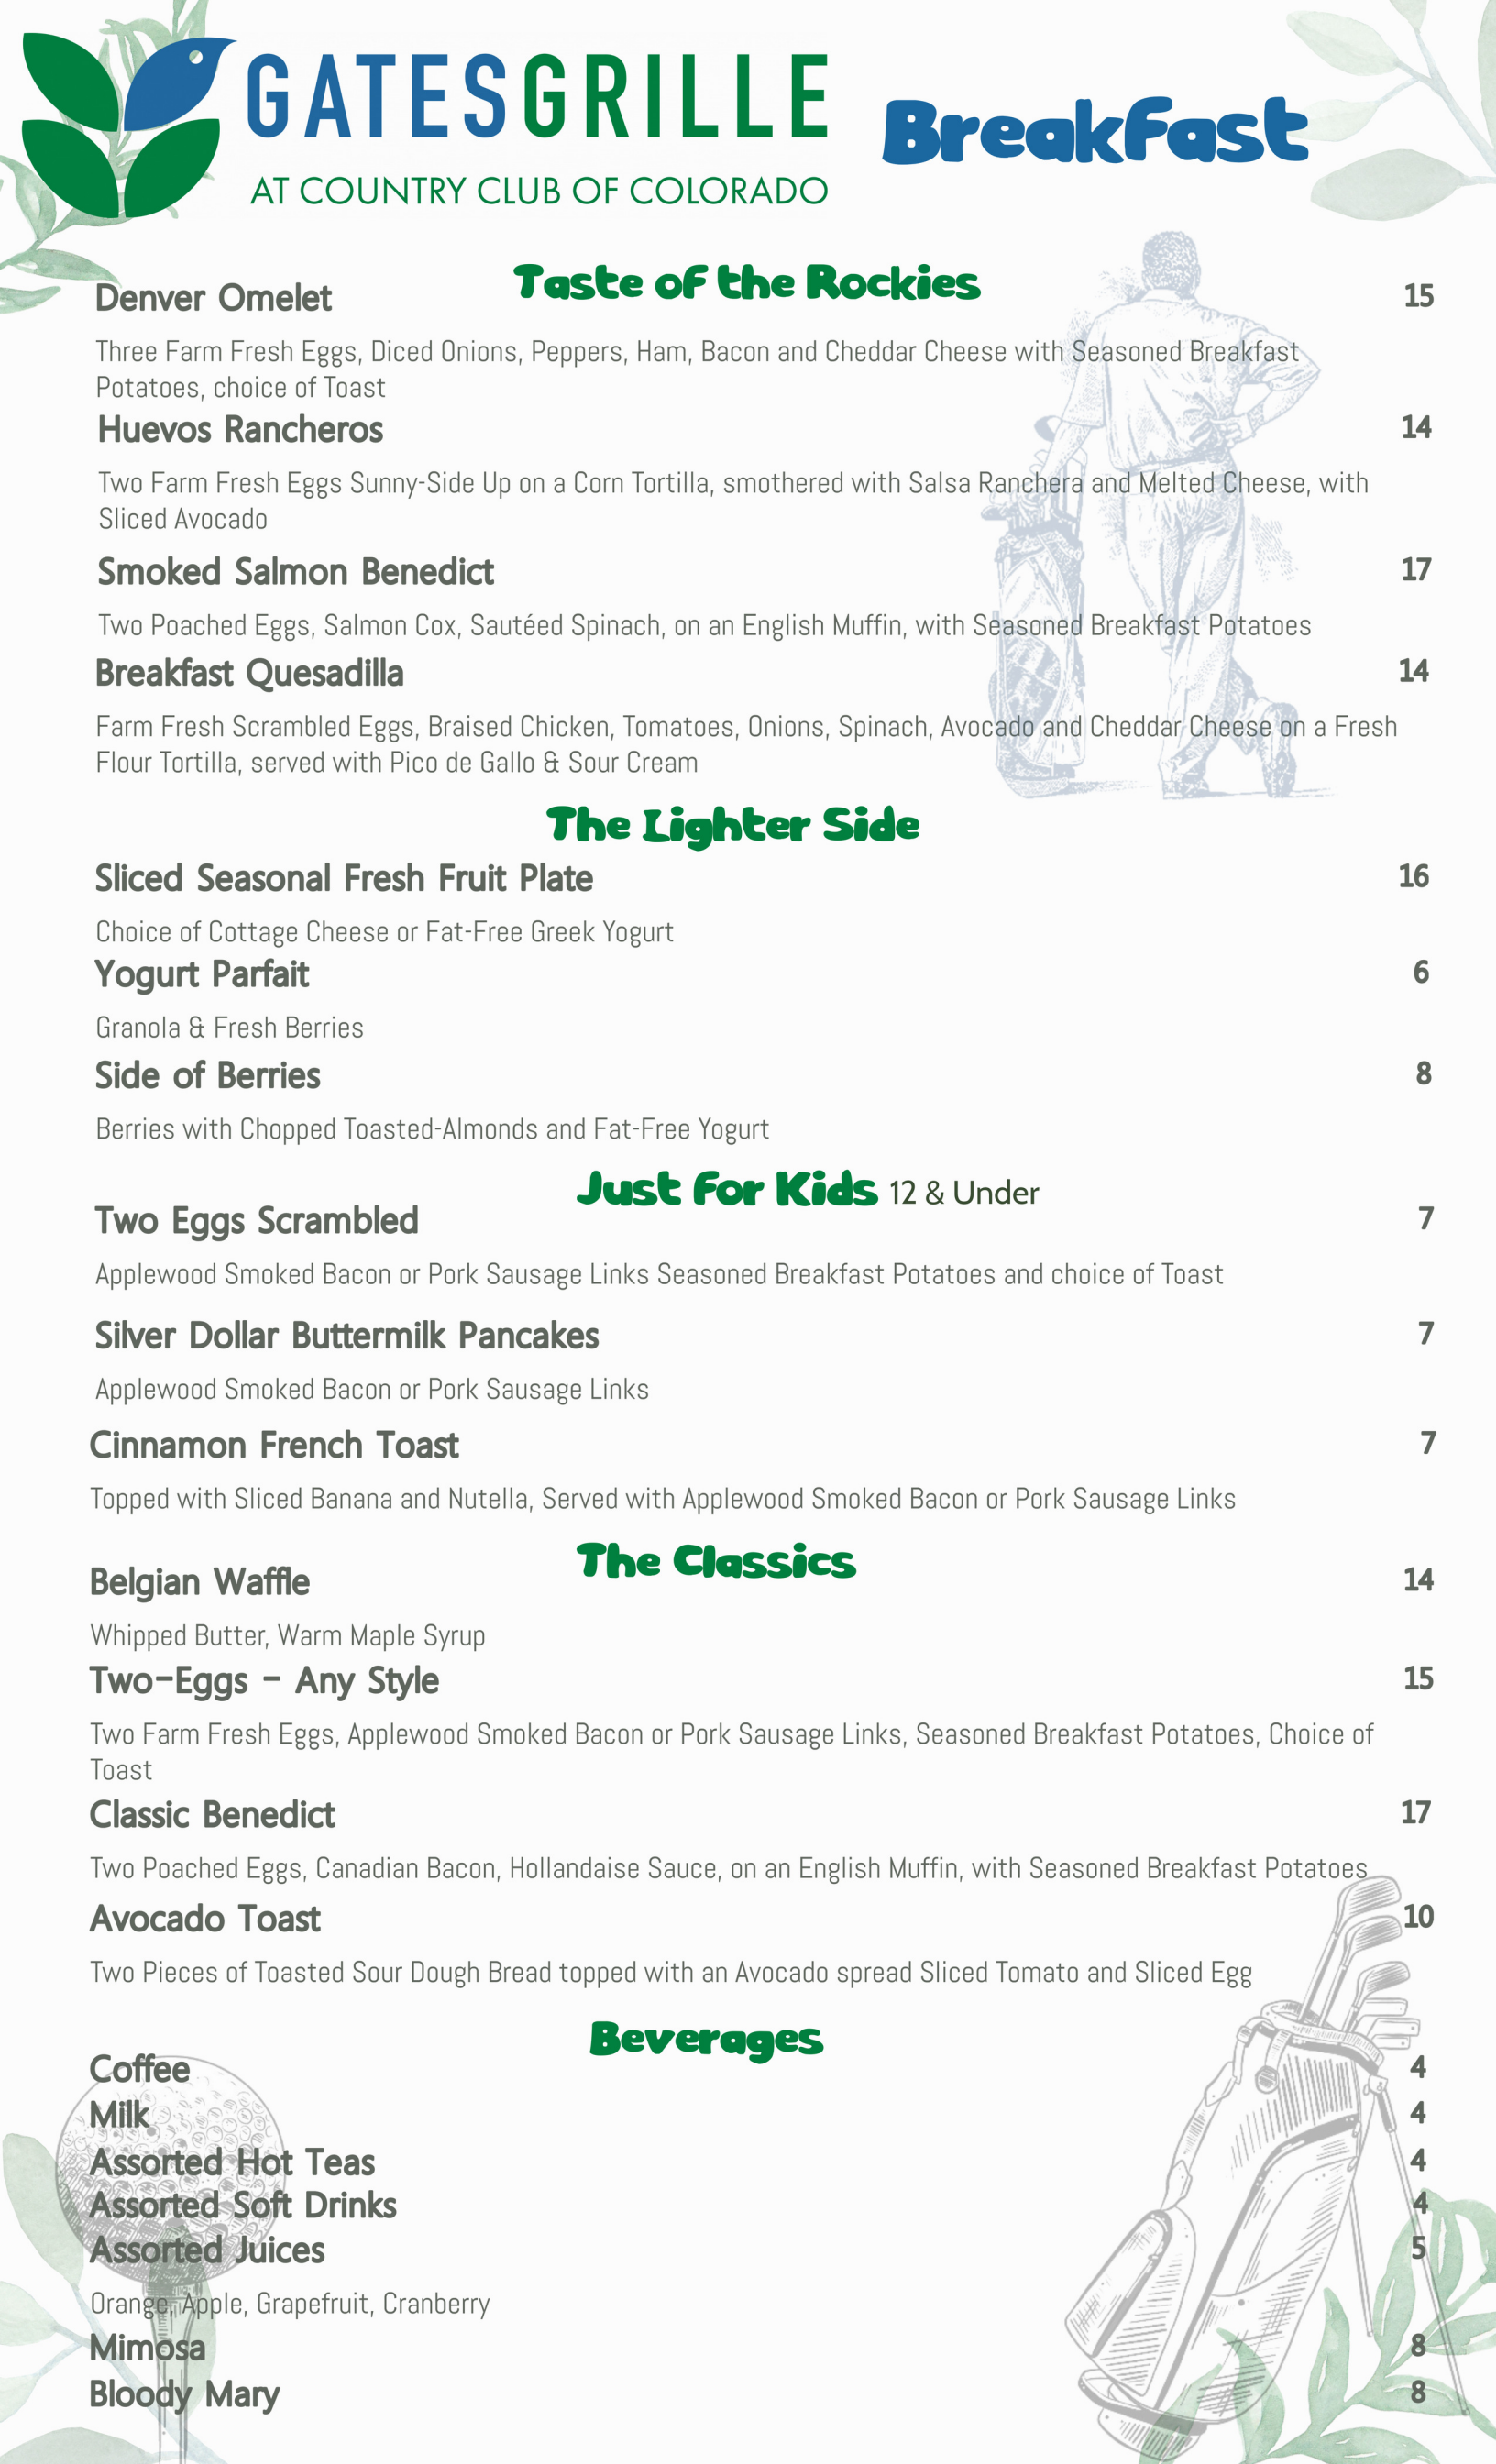 GATESGRILLE
AT COUNTRY CLUB OF COLORADO
Breakfast
Taste of the Rockies
Denver Omelet 15
Three Farm Fresh Eggs, Diced Onions, Peppers, Ham, Bacon and Cheddar Cheese with Seasoned Breakfast
Potatoes, choice of Toast
Huevos Rancheros 14
Two Farm Fresh Eggs Sunny-Side Up on a Corn Tortilla, smothered with Salsa Ranchera and Melted Cheese, with
Sliced Avocado
Smoked Salmon Benedict 17
Two Poached Eggs, Salmon Cox, Sautéed Spinach, on an English Muffin, with Seasoned Breakfast Potatoes
Breakfast Quesadilla 14
Farm Fresh Scrambled Eggs, Braised Chicken, Tomatoes, Onions, Spinach, Avocado and Cheddar Cheese on a Fresh
Flour Tortilla, served with Pico de Gallo & Sour Cream
The Lighter Side
Sliced Seasonal Fresh Fruit Plate 16
Choice of Cottage Cheese or Fat-Free Greek Yogurt
Yogurt Parfait 6
Granola & Fresh Berries
Side of Berries 8
Berries with Chopped Toasted-Almonds and Fat-Free Yogurt
Just For Kids 12 & Under
Two Eggs Scrambled 7
Applewood Smoked Bacon or Pork Sausage Links Seasoned Breakfast Potatoes and choice of Toast
Silver Dollar Buttermilk Pancakes 7
Applewood Smoked Bacon or Pork Sausage Links
Cinnamon French Toast 7
Topped with Sliced Banana and Nutella, Served with Applewood Smoked Bacon or Pork Sausage Links
The Classics
Belgian Waffle 14
Whipped Butter, Warm Maple Syrup
Two-Eggs - Any Style 15
Two Farm Fresh Eggs, Applewood Smoked Bacon or Pork Sausage Links, Seasoned Breakfast Potatoes, Choice of
Toast
Classic Benedict 17
Two Poached Eggs, Canadian Bacon, Hollandaise Sauce, on an English Muffin, with Seasoned Breakfast Potatoes
Avocado Toast 10
Two Pieces of Toasted Sour Dough Bread topped with an Avocado spread Sliced Tomato and Sliced Egg
Beverages
Coffee 4
Milk 4
Assorted Hot Teas 4
Assorted Soft Drinks 4
Assorted Juices 5
Orange, Apple, Grapefruit, Cranberry
Mimosa 8
Bloody Mary 8